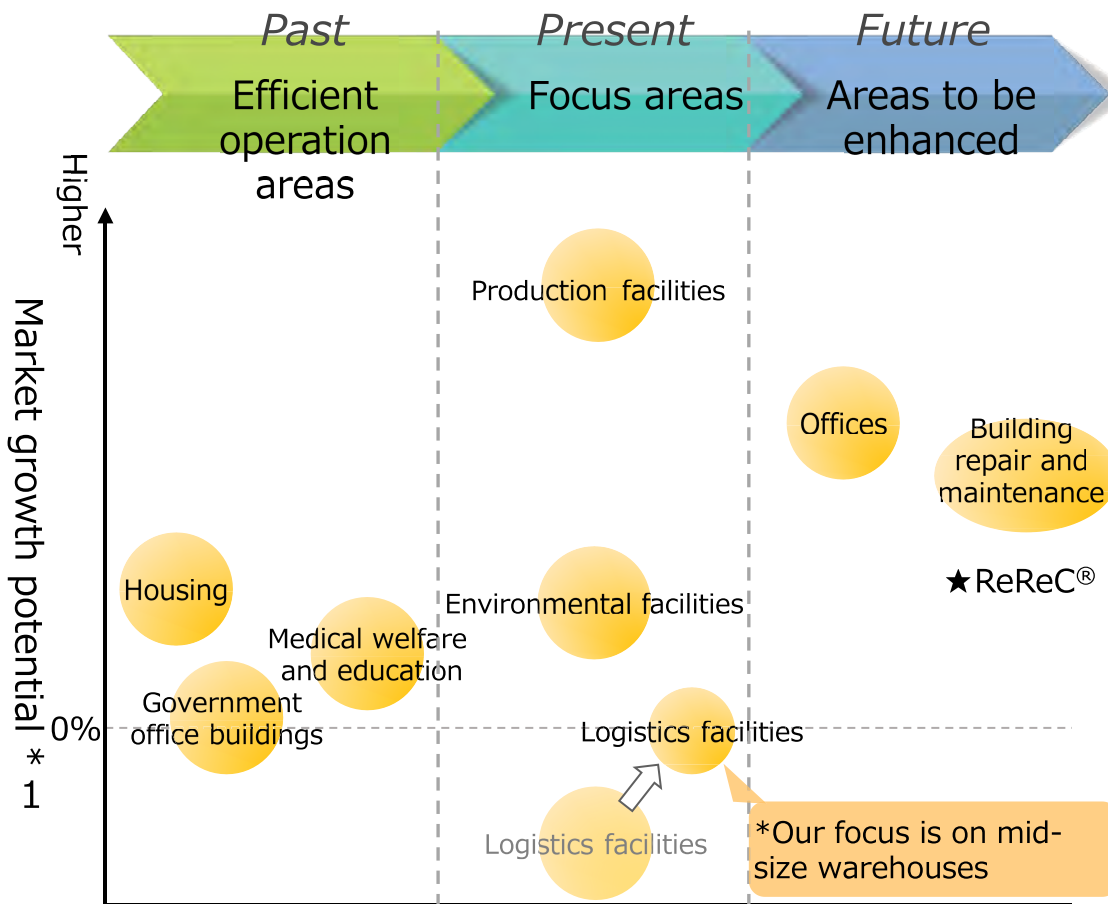 Past
Present
Future
Efficient
operation
areas
Focus areas
Areas to be
enhanced
Higher
Market growth potential *
1
0%
Production facilities
Offices
Building
repair and
maintenance
★ReReC®
Housing
Environmental facilities
Medical welfare
and education
Government
office buildings
Logistics facilities
Logistics facilities
*Our focus is on mid-
size warehouses